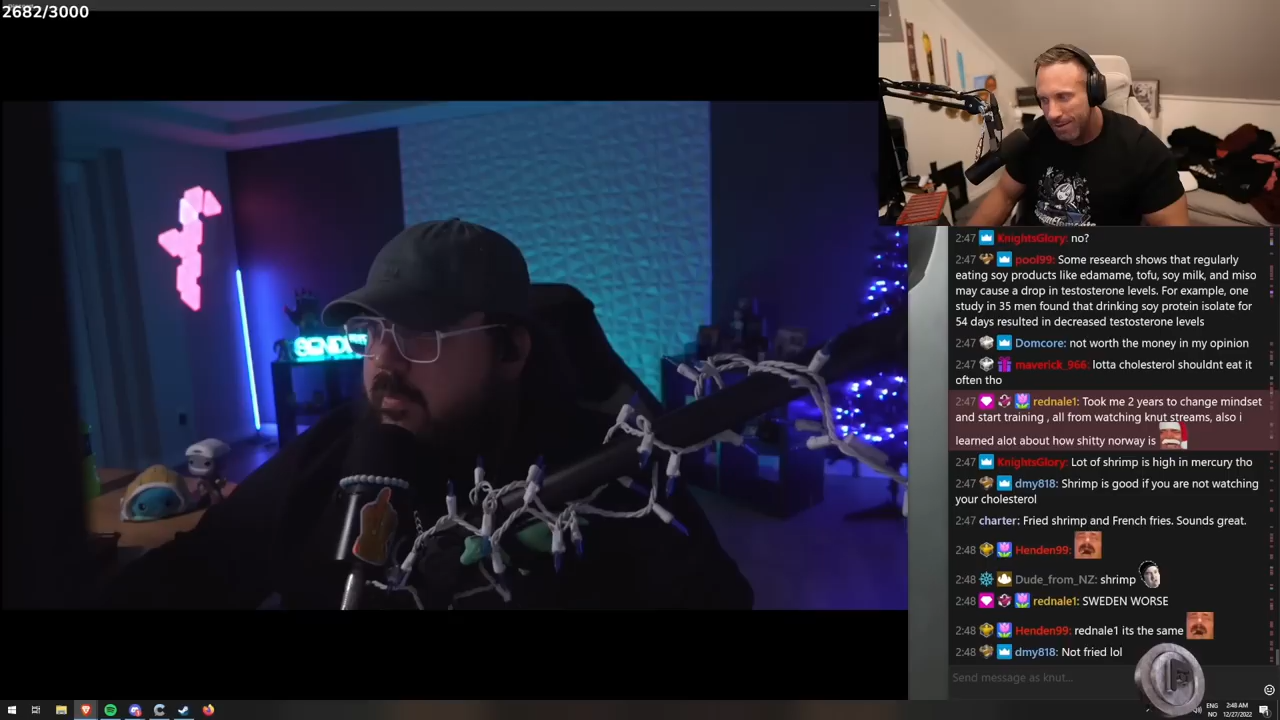 2682/3000
SEND
2:47 KnightsGlory: no?
2:47 pool99: Some research shows that regularly
eating soy products like edamame, tofu, soy milk, and miso
may cause a drop in testosterone levels. For example, one
study in 35 men found that drinking soy protein isolate for
54 days resulted in decreased testosterone levels
2:47 Domcore: not worth the money in my opinion
2:47 maverick_966: lotta cholesterol shouldnt eat it
often tho
2:47 rednale1: Took me 2 years to change mindset
and start training , all from watching knut streams, also i
learned alot about how shitty norway is
2:47 KnightsGlory: Lot of shrimp is high in mercury tho
2:47 dmy818: Shrimp is good if you are not watching
your cholesterol
2:47 charter: Fried shrimp and French fries. Sounds great.
2:48 Henden99:
2:48 Dude_from_NZ: shrimp
2:48 rednale1: SWEDEN WORSE
2:48 Henden99: rednale1 its the same
2:48 dmy818: Not fried lol
Send message as knut...
ENG
NO
2:48 AM
12/27/2022